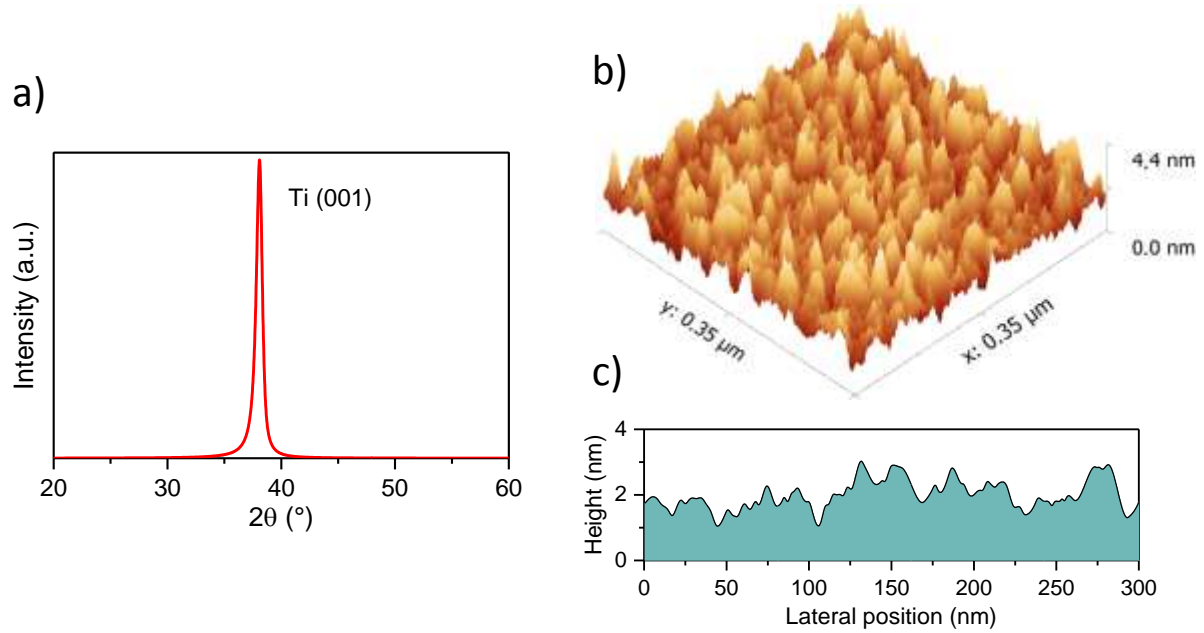 a)
Ti (001)
Intensity (a.u.)
20 30 40 50 60
2θ (°)
b)
4.4 nm
0.0 nm
y: 0.35 µm
x: 0.35 µm
c)
Height (nm)
4
2
0
0 50 100 150 200 250 300
Lateral position (nm)